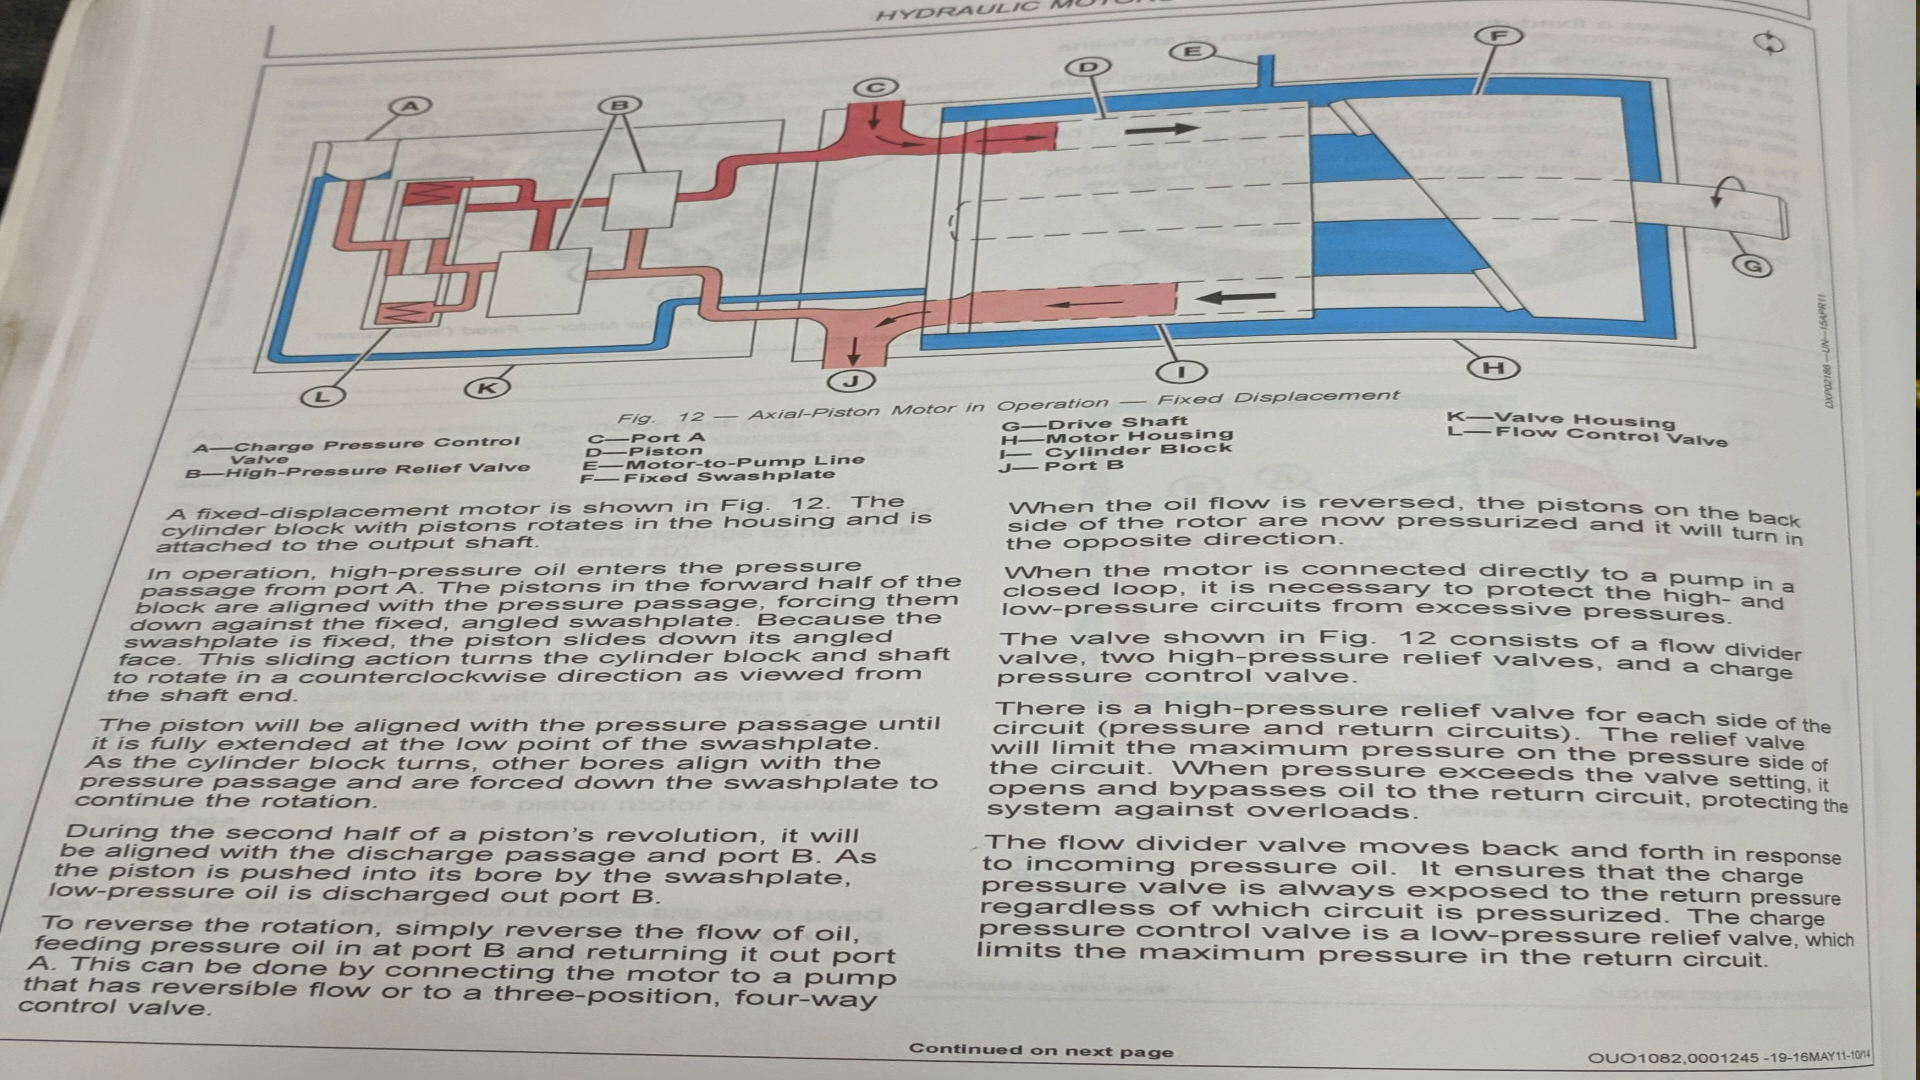 HYDRAULIC
A
B
C
D
E
F
G
H
I
J
K
L
DXP02186 —UN—15APR11
Fig. 12 — Axial-Piston Motor in Operation — Fixed Displacement
A—Charge Pressure Control
Valve
B—High-Pressure Relief Valve
C—Port A
D—Piston
E—Motor-to-Pump Line
F—Fixed Swashplate
G—Drive Shaft
H—Motor Housing
I— Cylinder Block
J— Port B
K—Valve Housing
L—Flow Control Valve
A fixed-displacement motor is shown in Fig. 12. The
cylinder block with pistons rotates in the housing and is
attached to the output shaft.
In operation, high-pressure oil enters the pressure
passage from port A. The pistons in the forward half of the
block are aligned with the pressure passage, forcing them
down against the fixed, angled swashplate. Because the
swashplate is fixed, the piston slides down its angled
face. This sliding action turns the cylinder block and shaft
to rotate in a counterclockwise direction as viewed from
the shaft end.
The piston will be aligned with the pressure passage until
it is fully extended at the low point of the swashplate.
As the cylinder block turns, other bores align with the
pressure passage and are forced down the swashplate to
continue the rotation.
During the second half of a piston's revolution, it will
be aligned with the discharge passage and port B. As
the piston is pushed into its bore by the swashplate,
low-pressure oil is discharged out port B.
To reverse the rotation, simply reverse the flow of oil,
feeding pressure oil in at port B and returning it out port
A. This can be done by connecting the motor to a pump
that has reversible flow or to a three-position, four-way
control valve.
When the oil flow is reversed, the pistons on the back
side of the rotor are now pressurized and it will turn in
the opposite direction.
When the motor is connected directly to a pump in a
closed loop, it is necessary to protect the high- and
low-pressure circuits from excessive pressures.
The valve shown in Fig. 12 consists of a flow divider
valve, two high-pressure relief valves, and a charge
pressure control valve.
There is a high-pressure relief valve for each side of the
circuit (pressure and return circuits). The relief valve
will limit the maximum pressure on the pressure side of
the circuit. When pressure exceeds the valve setting, it
opens and bypasses oil to the return circuit, protecting the
system against overloads.
The flow divider valve moves back and forth in response
to incoming pressure oil. It ensures that the charge
pressure valve is always exposed to the return pressure
regardless of which circuit is pressurized. The charge
pressure control valve is a low-pressure relief valve, which
limits the maximum pressure in the return circuit.
Continued on next page
OUO1082,0001245 -19-16MAY11-10/14